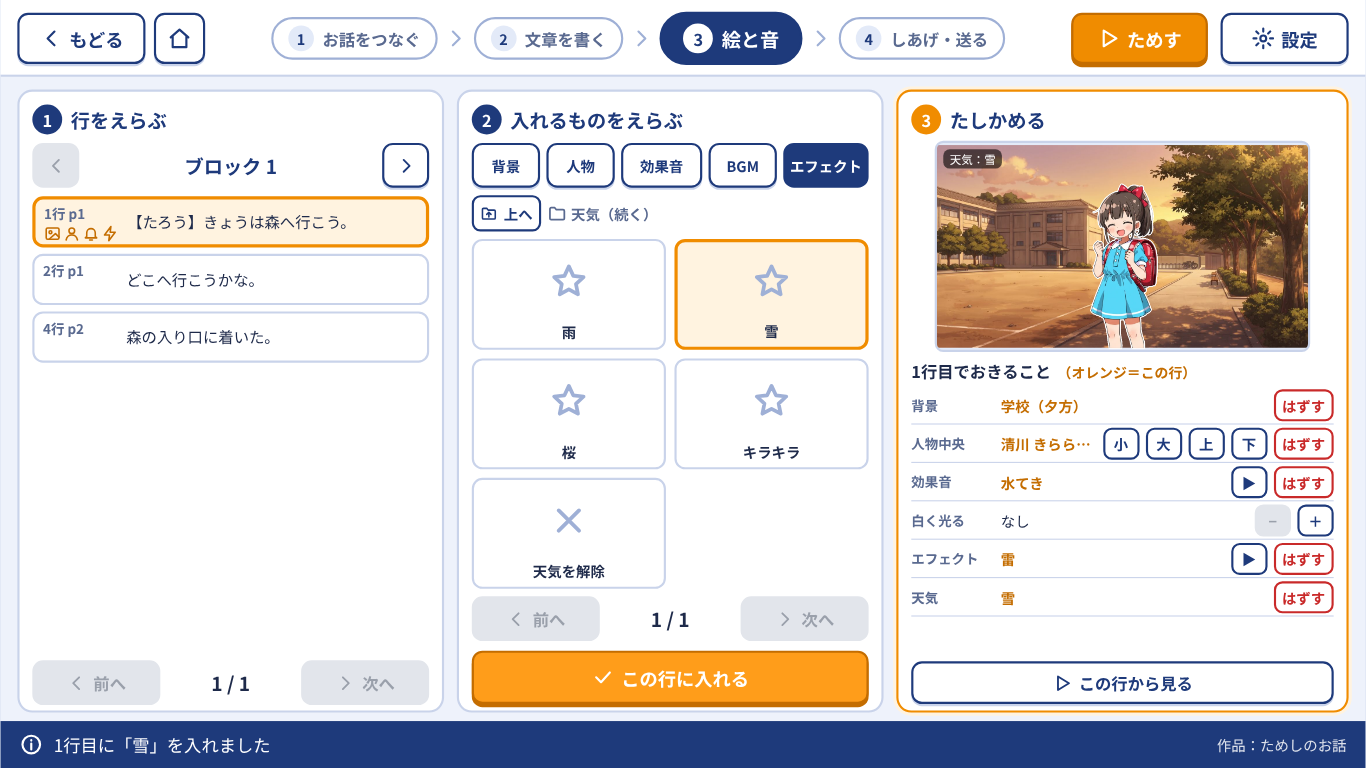 もどる
1 お話をつなぐ
2 文章を書く
3 絵と音
4 しあげ・送る
ためす
設定
1 行をえらぶ
ブロック 1
1行 p1
【たろう】きょうは森へ行こう。
2行 p1
どこへ行こうかな。
4行 p2
森の入り口に着いた。
前へ
1 / 1
次へ
2 入れるものをえらぶ
背景
人物
効果音
BGM
エフェクト
上へ
天気（続く）
雨
雪
桜
キラキラ
天気を解除
前へ
1 / 1
次へ
この行に入れる
3 たしかめる
天気：雪
1行目でおきること （オレンジ＝この行）
背景 学校（夕方） はずす
人物中央 清川 きらら… 小 大 上 下 はずす
効果音 水てき はずす
白く光る なし − ＋
エフェクト 雷 はずす
天気 雪 はずす
この行から見る
1行目に「雪」を入れました
作品：ためしのお話